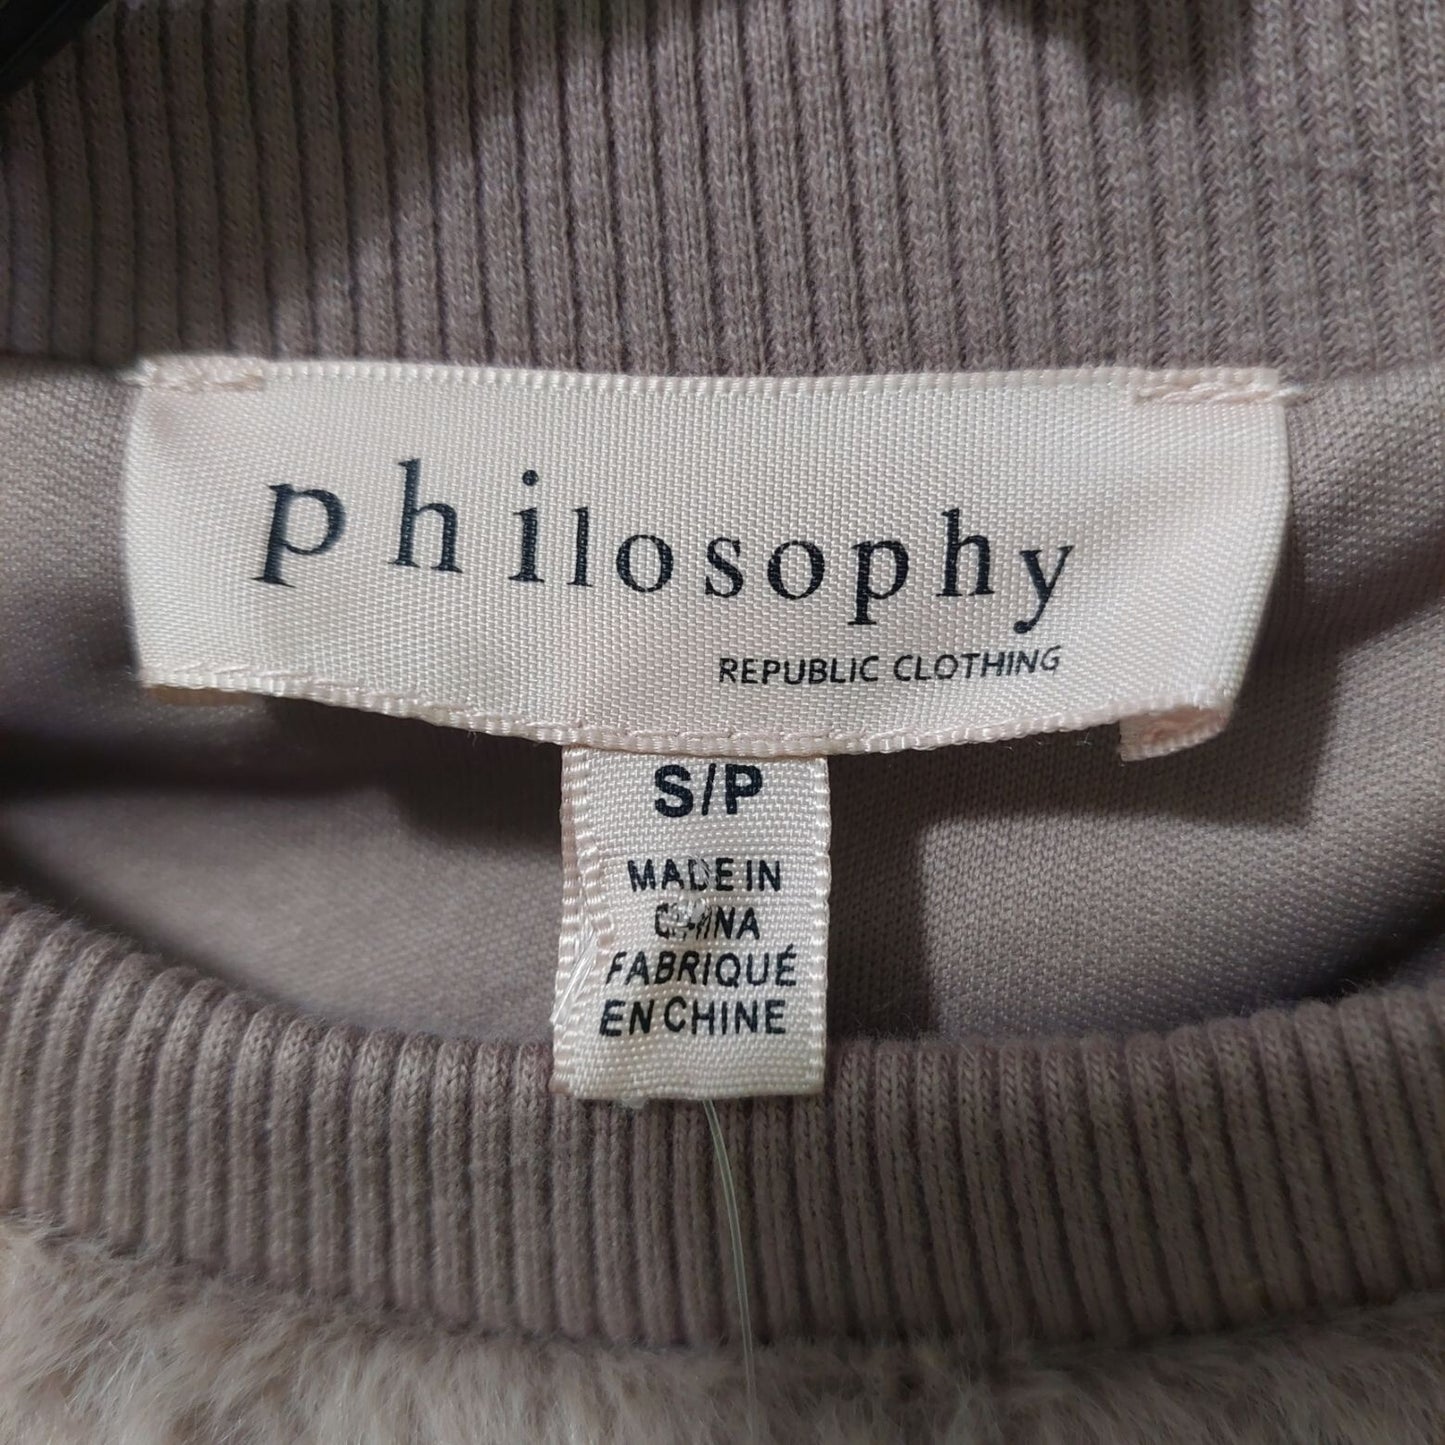 philosophy
REPUBLIC CLOTHING
S/P
MADE IN
CHINA
FABRIQUÉ
EN CHINE